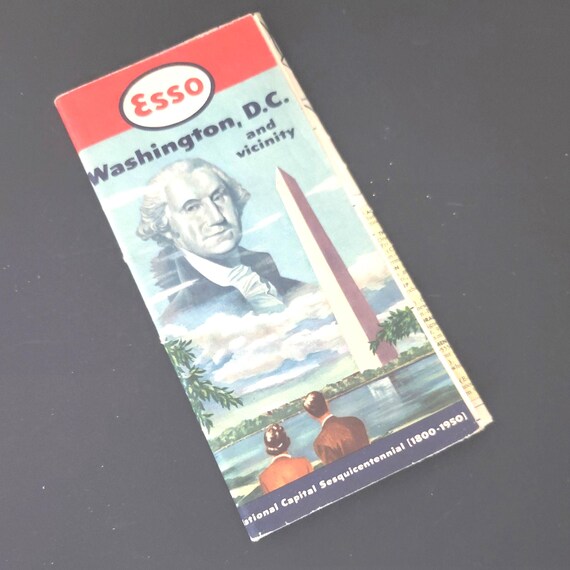 Esso
Washington, D.C.
and
vicinity
ational Capital Sesquicentennial [1800-1950]